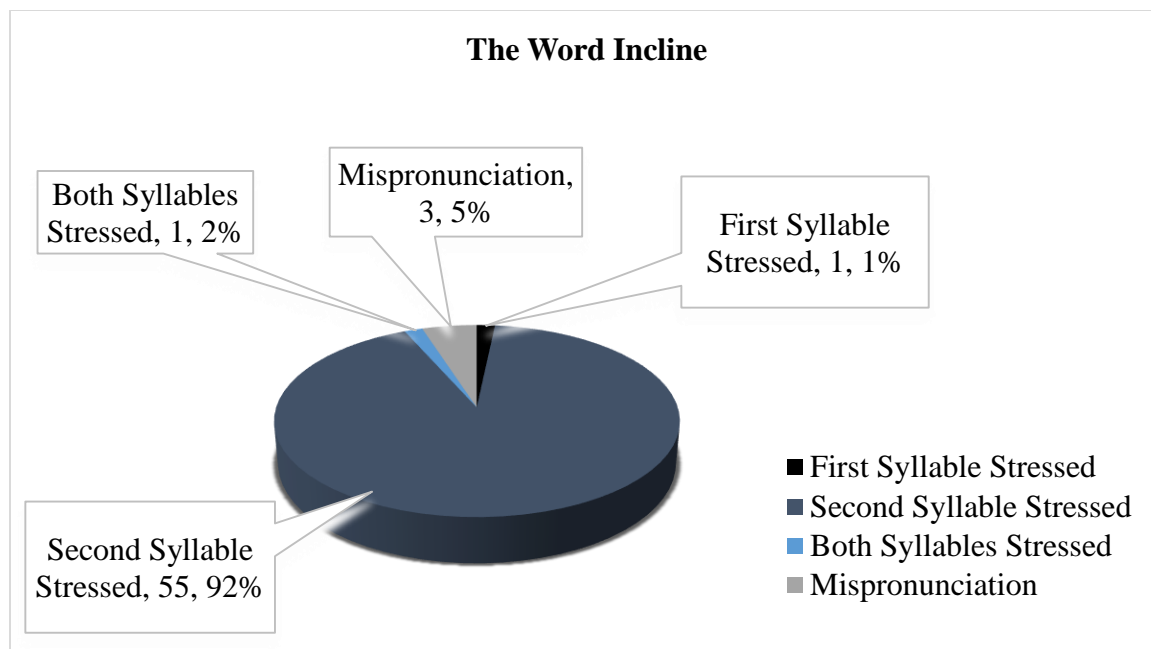 The Word Incline
Both Syllables
Stressed, 1, 2%
Mispronunciation,
3, 5%
First Syllable
Stressed, 1, 1%
Second Syllable
Stressed, 55, 92%
First Syllable Stressed
Second Syllable Stressed
Both Syllables Stressed
Mispronunciation